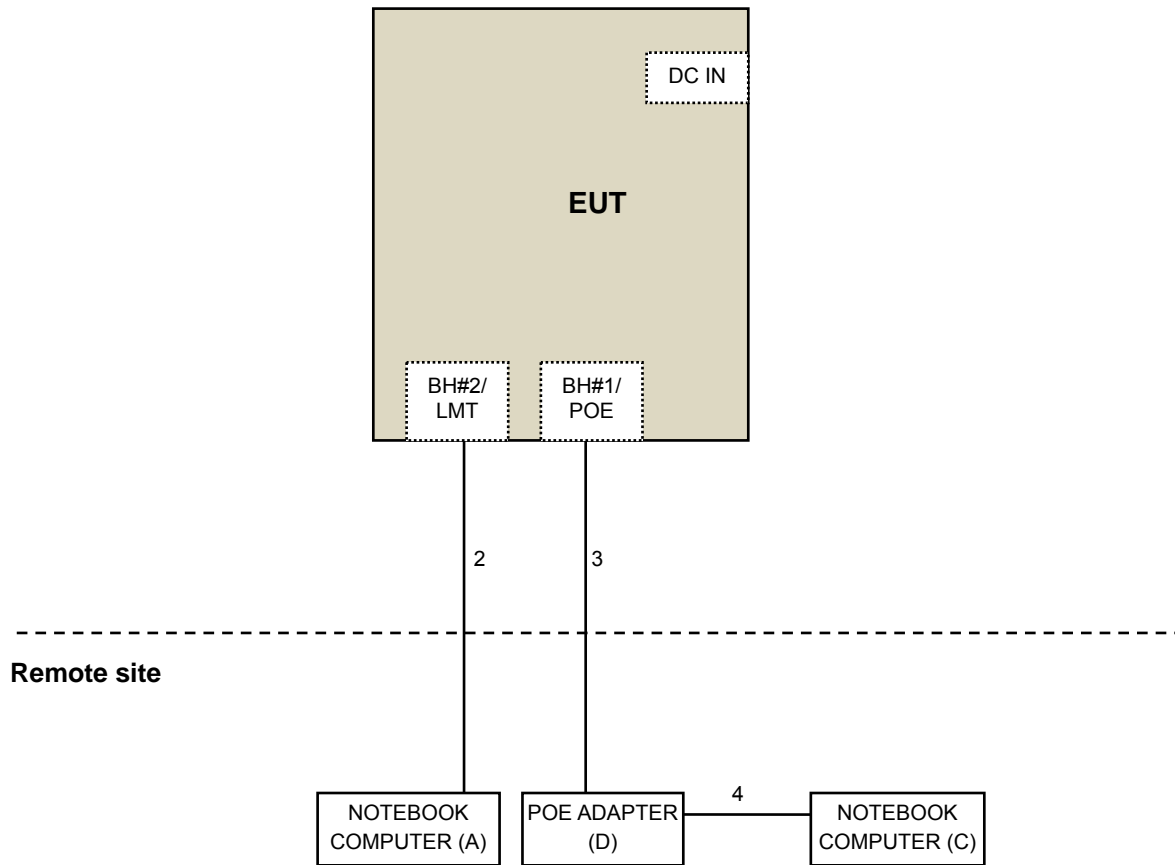 DC IN
EUT
BH#2/
LMT
BH#1/
POE
2
3
Remote site
NOTEBOOK
COMPUTER (A)
POE ADAPTER
(D)
4
NOTEBOOK
COMPUTER (C)